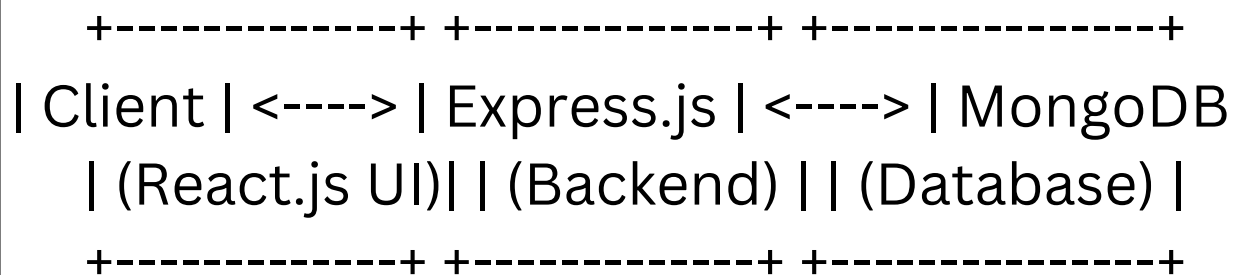 +-------------+ +-------------+ +--------------+
| Client | <----> | Express.js | <----> | MongoDB
| (React.js UI)| | (Backend) | | (Database) |
+-------------+ +-------------+ +--------------+